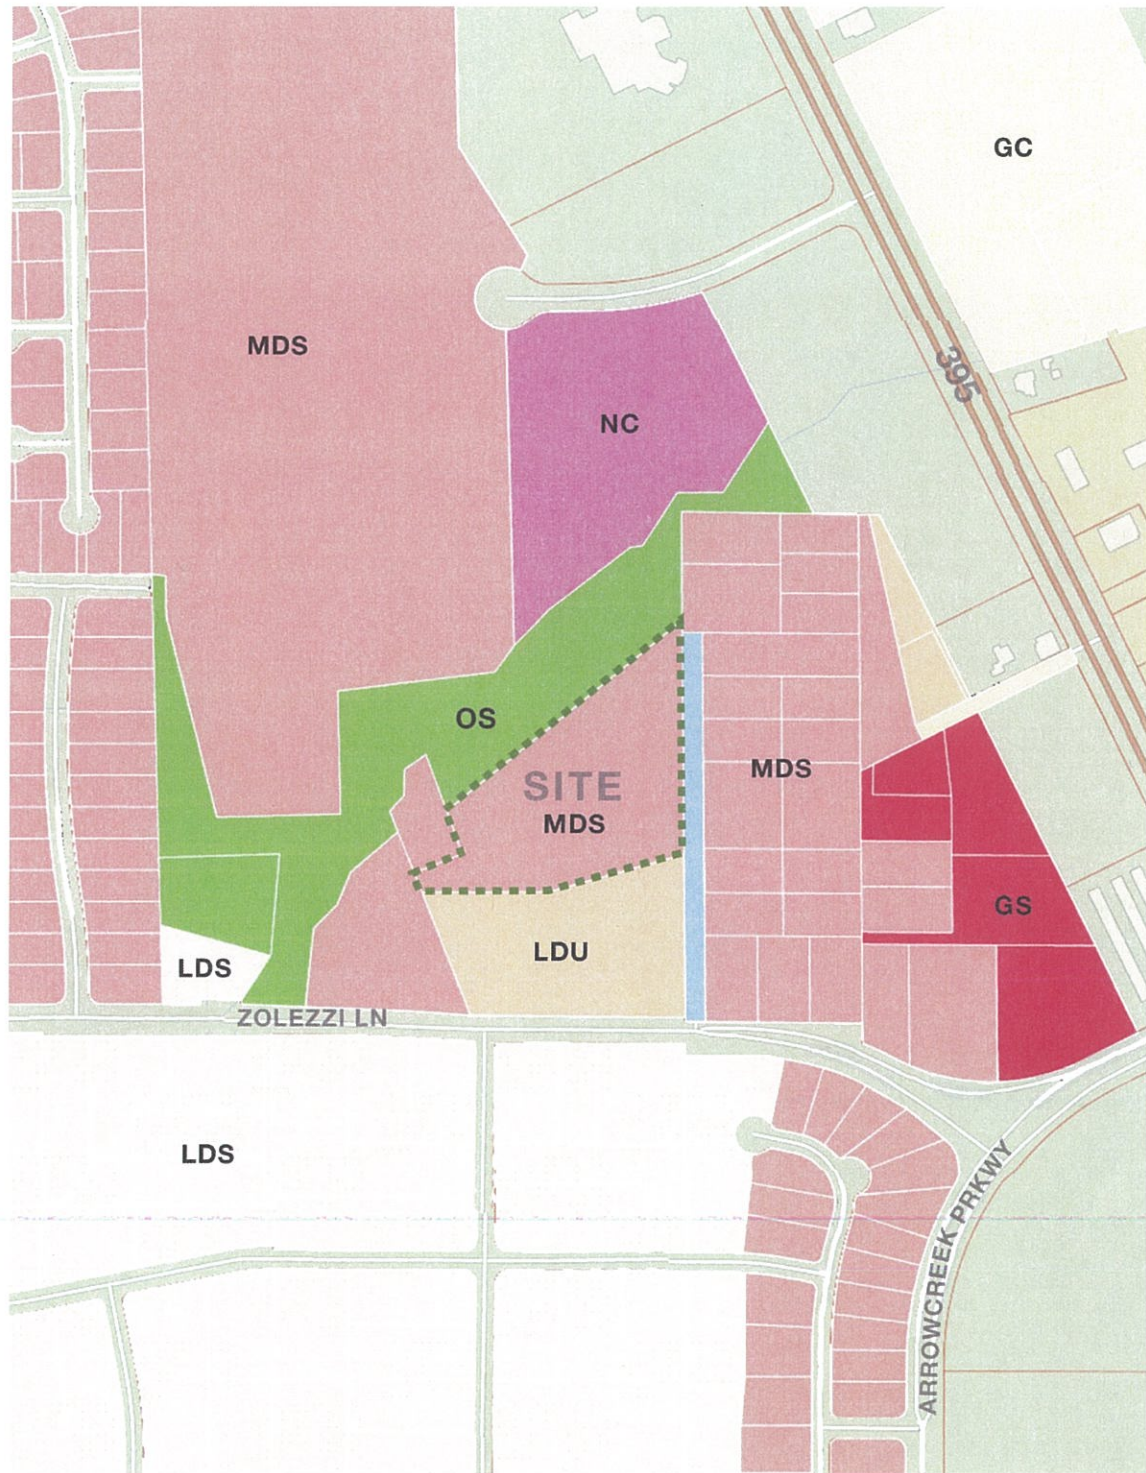 GC
MDS
395
NC
OS
SITE
MDS
MDS
GS
LDU
LDS
ZOLEZZI LN
LDS
ARROWCREEK PRKWY